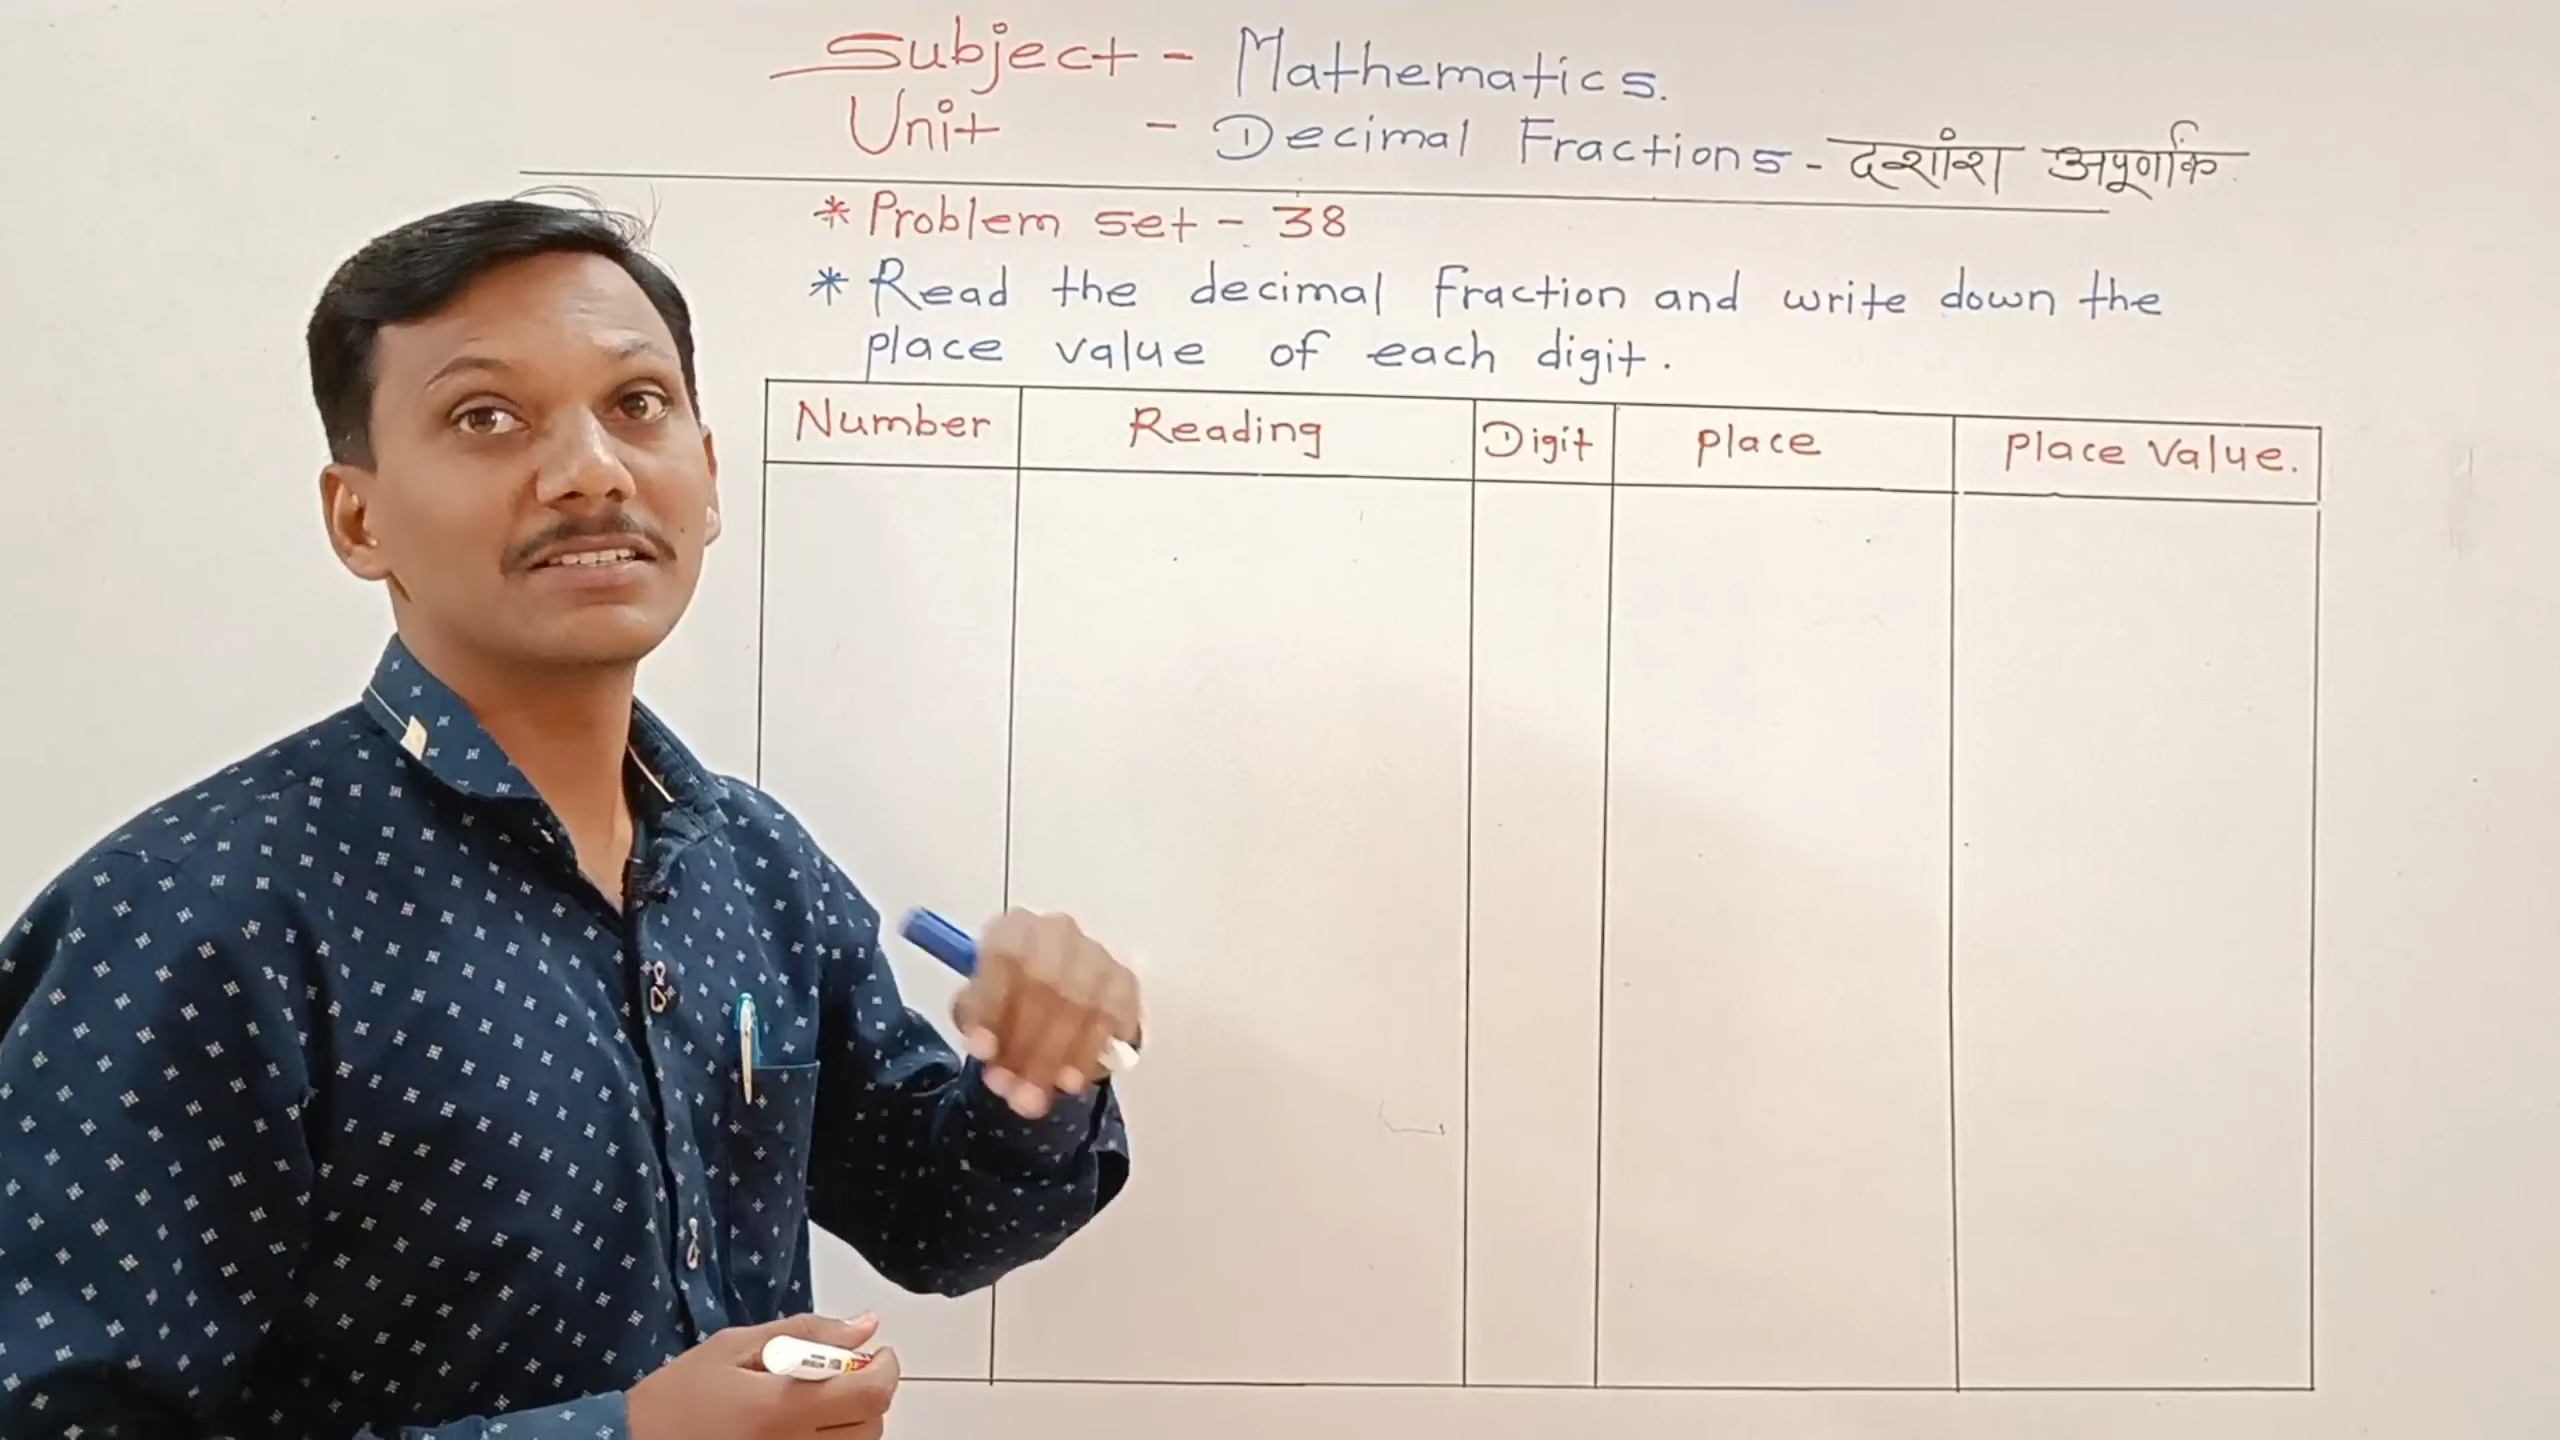 Subject - Mathematics.
Unit - Decimal Fractions - दशांश अपूर्णांक
* Problem set - 38
* Read the decimal fraction and write down the
place value of each digit.
Number Reading Digit place place value.